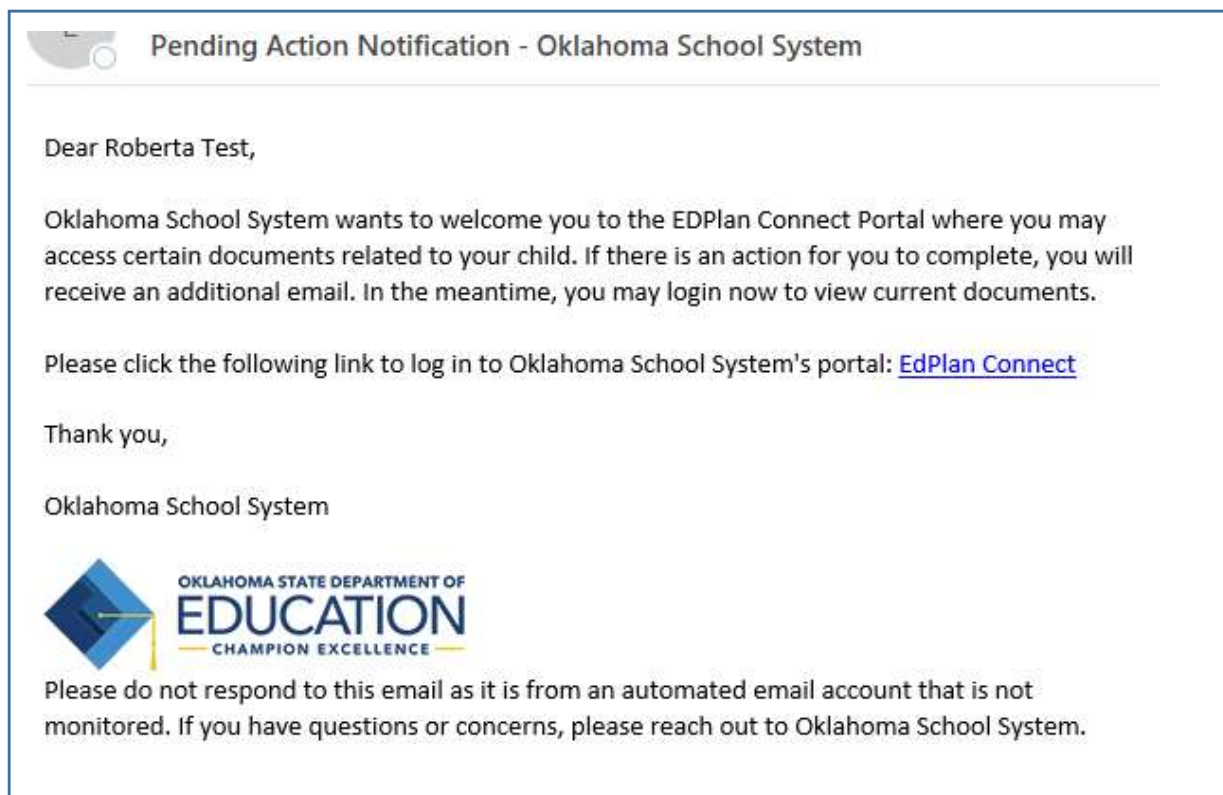 Pending Action Notification - Oklahoma School System
Dear Roberta Test,
Oklahoma School System wants to welcome you to the EDPlan Connect Portal where you may
access certain documents related to your child. If there is an action for you to complete, you will
receive an additional email. In the meantime, you may login now to view current documents.
Please click the following link to log in to Oklahoma School System's portal: EdPlan Connect
Thank you,
Oklahoma School System
OKLAHOMA STATE DEPARTMENT OF
EDUCATION
CHAMPION EXCELLENCE
Please do not respond to this email as it is from an automated email account that is not
monitored. If you have questions or concerns, please reach out to Oklahoma School System.